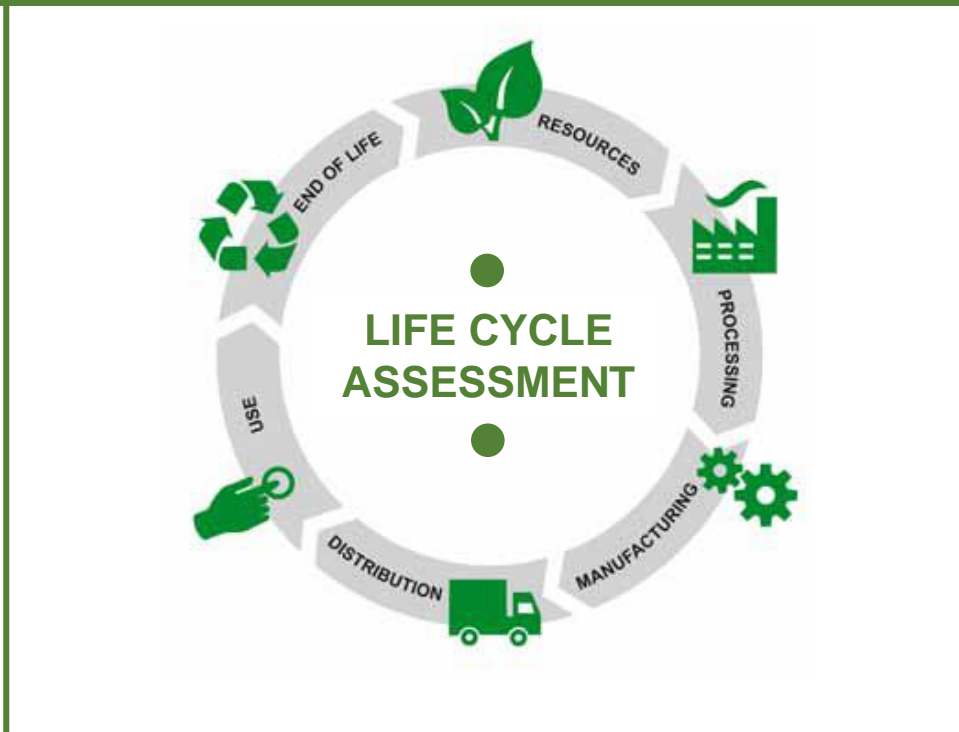 LIFE CYCLE
ASSESSMENT
RESOURCES
PROCESSING
MANUFACTURING
DISTRIBUTION
USE
END OF LIFE